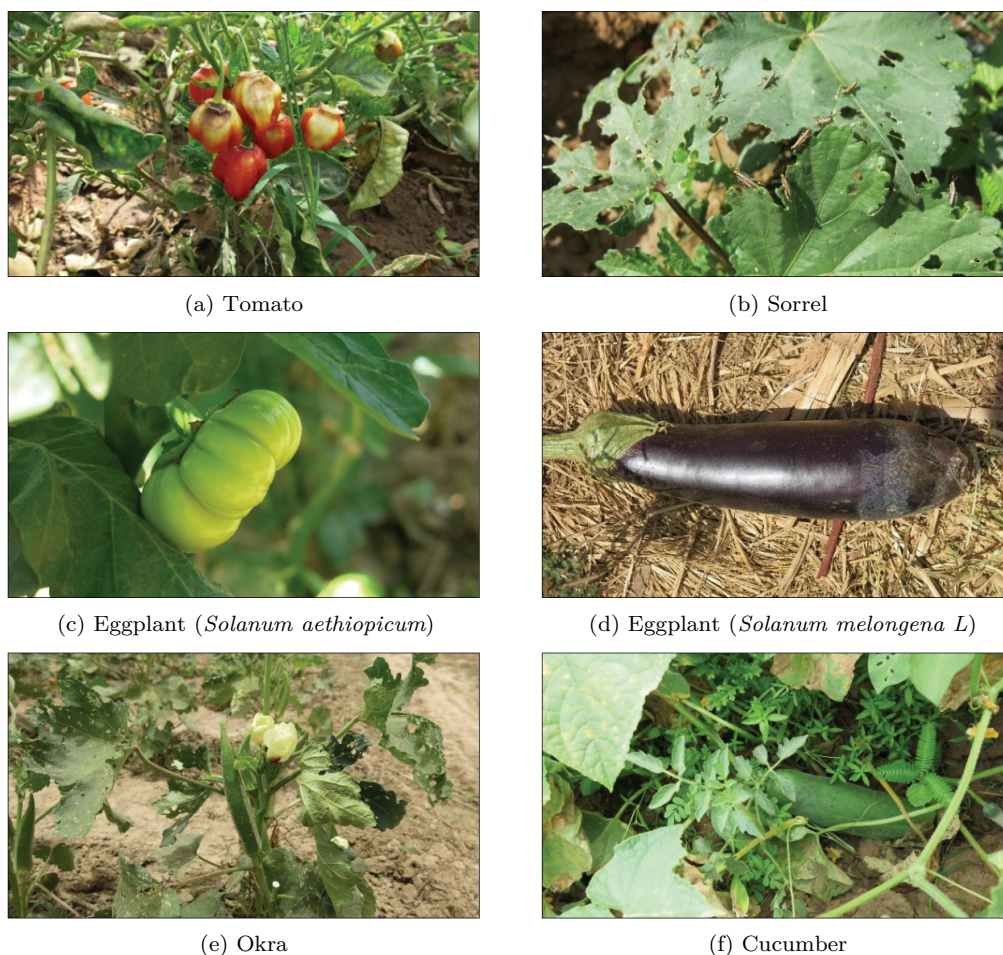 (a) Tomato
(b) Sorrel
(c) Eggplant (Solanum aethiopicum)
(d) Eggplant (Solanum melongena L)
(e) Okra
(f) Cucumber